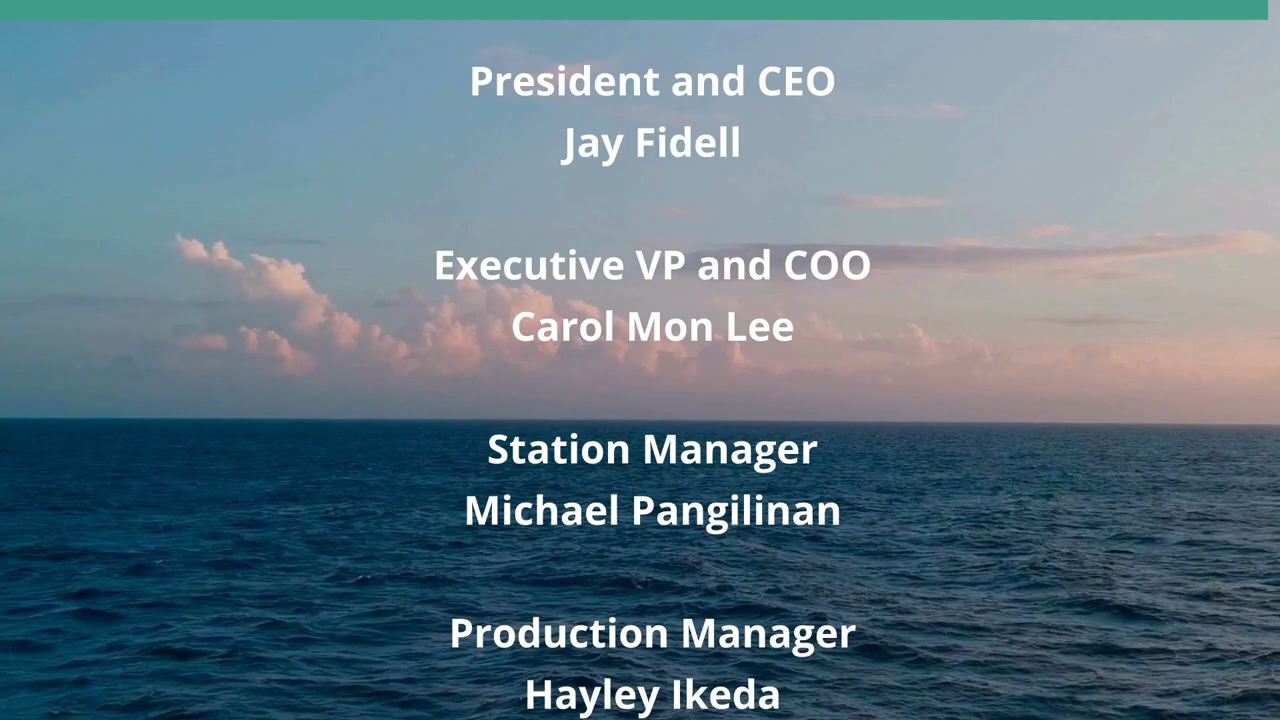 President and CEO
Jay Fidell
Executive VP and COO
Carol Mon Lee
Station Manager
Michael Pangilinan
Production Manager
Hayley Ikeda